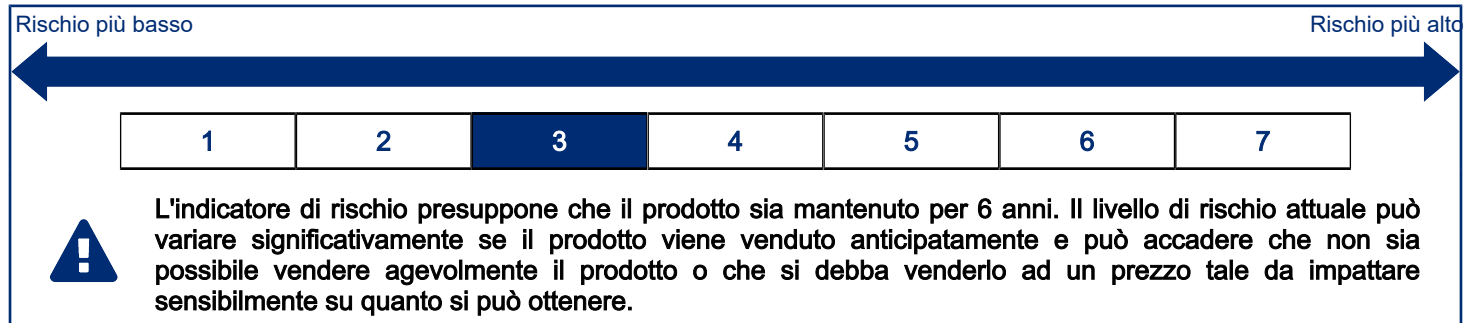 Rischio più basso Rischio più alto
1 2 3 4 5 6 7
L'indicatore di rischio presuppone che il prodotto sia mantenuto per 6 anni. Il livello di rischio attuale può
variare significativamente se il prodotto viene venduto anticipatamente e può accadere che non sia
possibile vendere agevolmente il prodotto o che si debba venderlo ad un prezzo tale da impattare
sensibilmente su quanto si può ottenere.